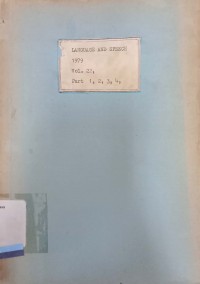 LANGUAGE AND SPEECH
1979
Vol. 22,
Part 1, 2, 3, 4.